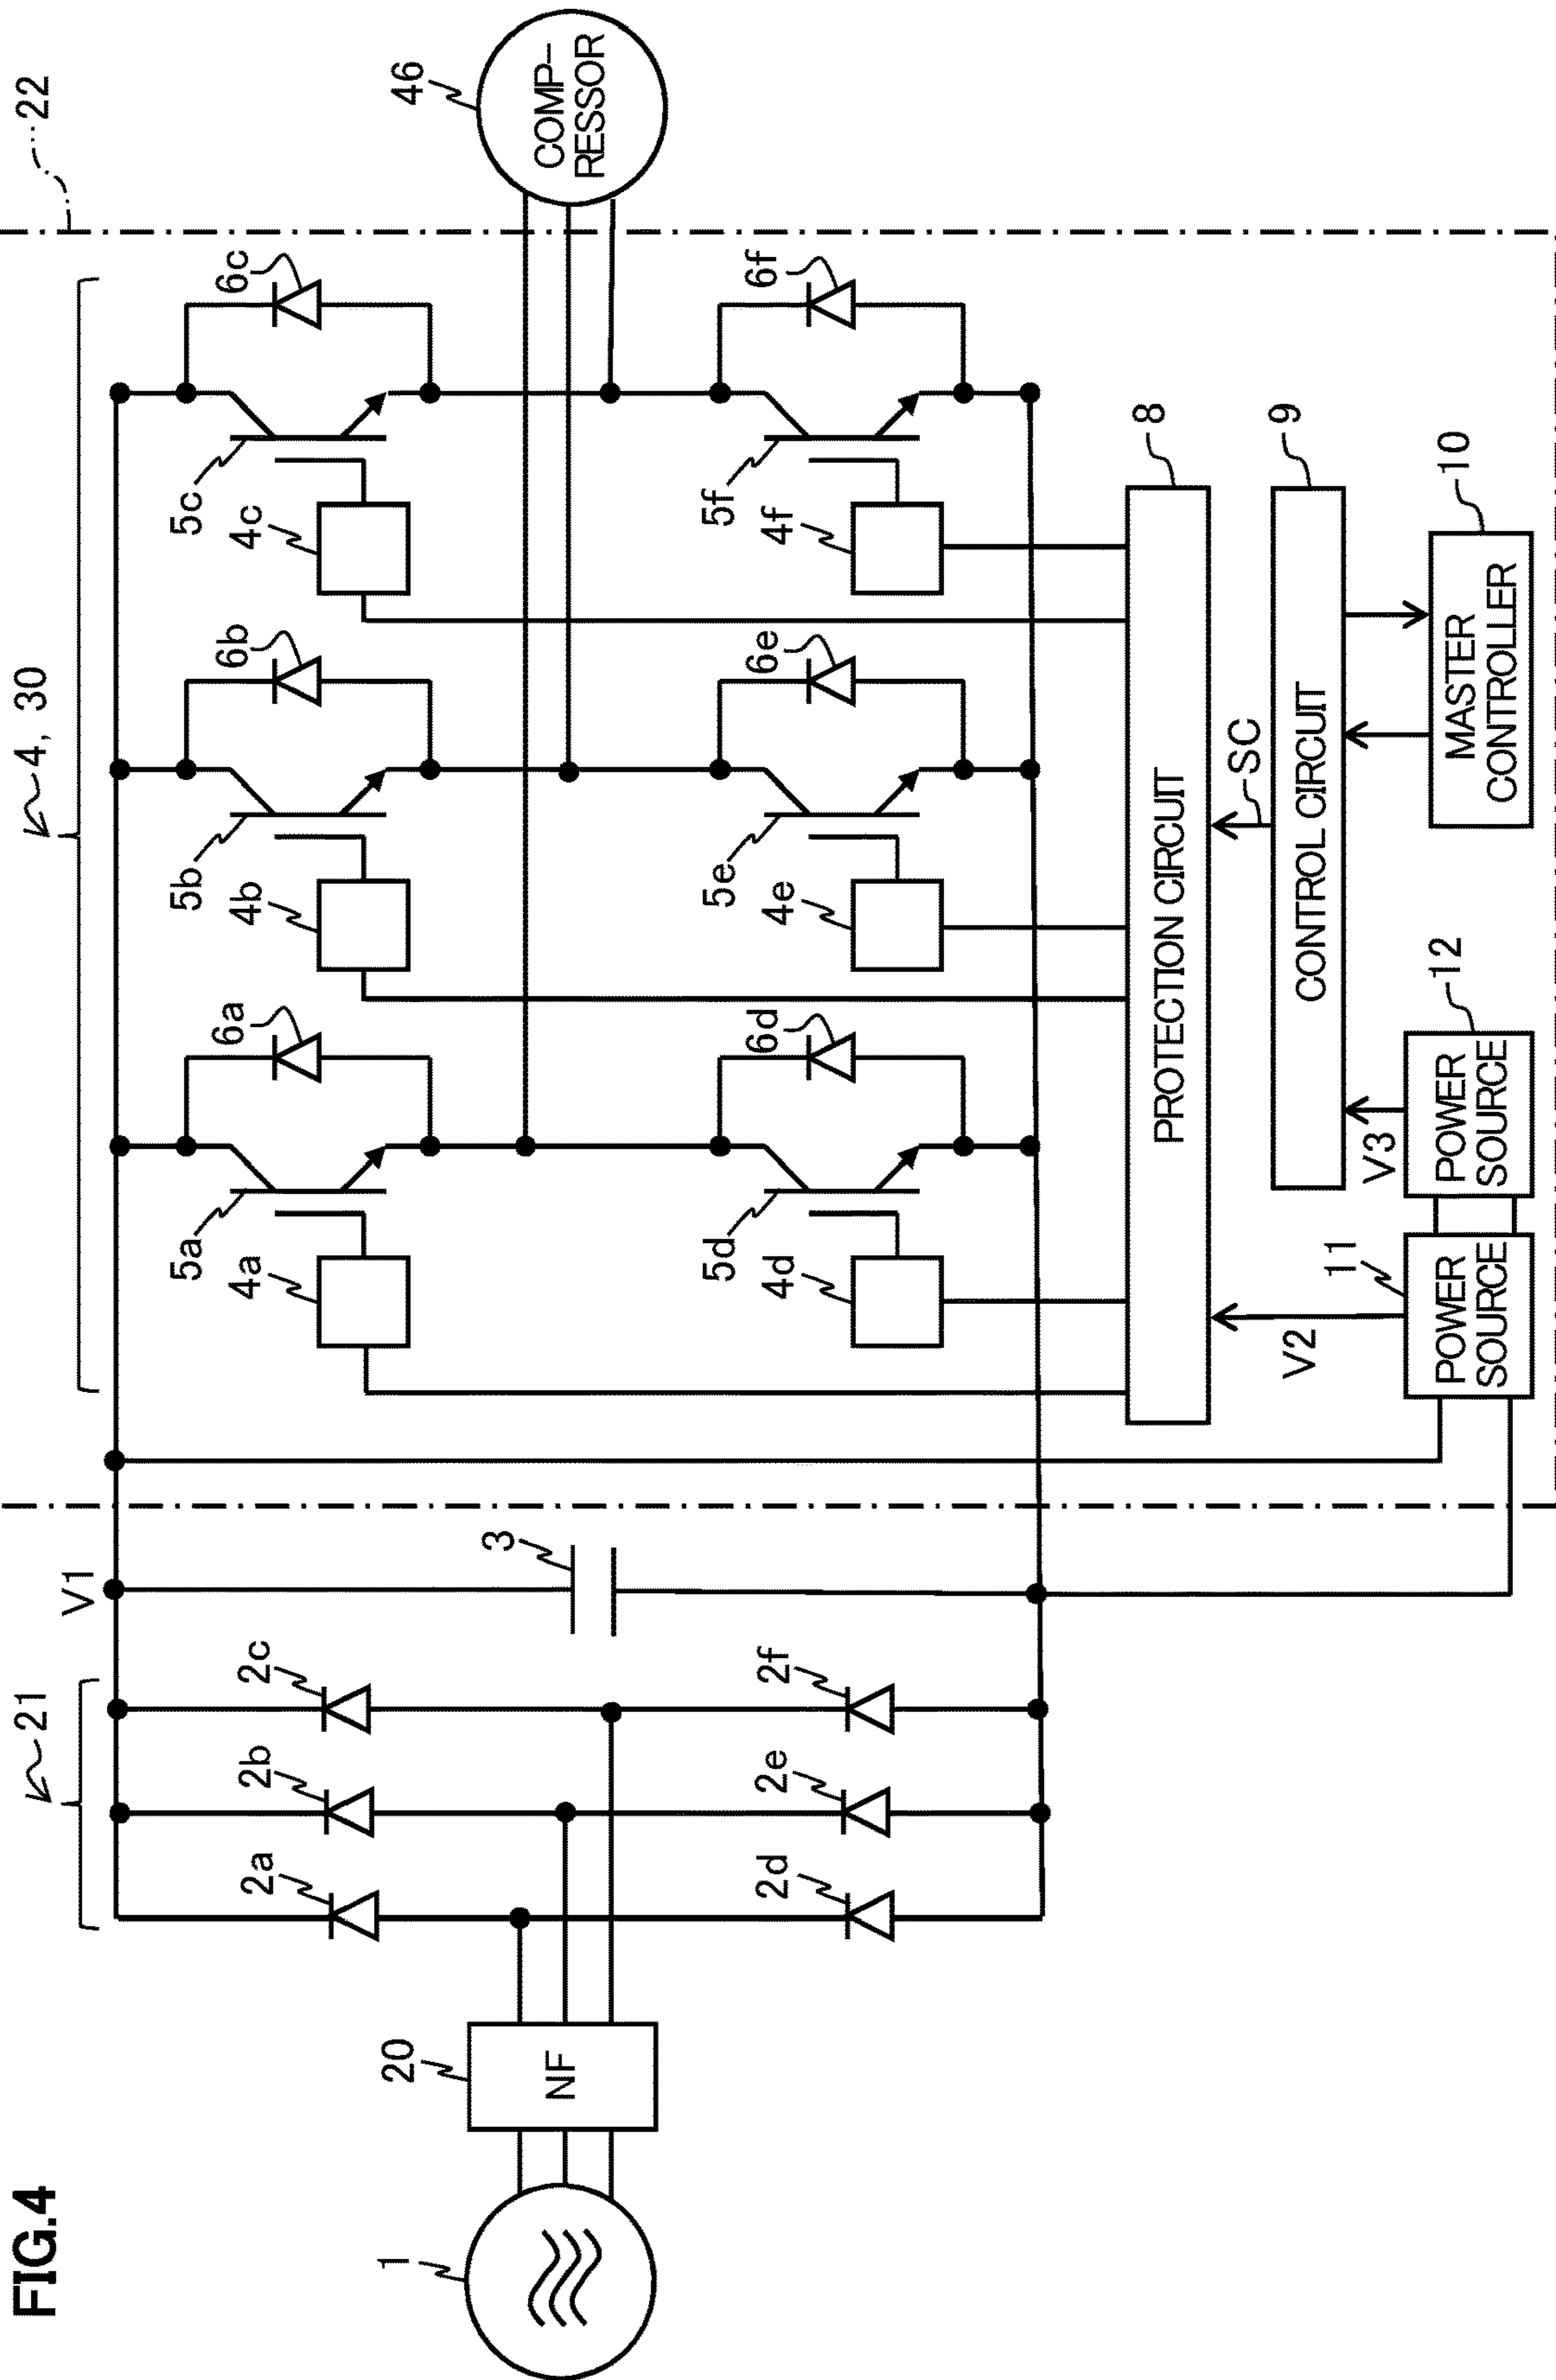 FIG.4
21
V1
4, 30
22
2a
2b
2c
3
5a
6a
5b
6b
5c
6c
4a
4b
4c
46
COMP-
RESSOR
1
20
NF
2d
2e
2f
5d
6d
5e
6e
5f
6f
4d
4e
4f
PROTECTION CIRCUIT
8
V2
SC
CONTROL CIRCUIT
9
V3
11
POWER
SOURCE
12
POWER
SOURCE
10
MASTER
CONTROLLER